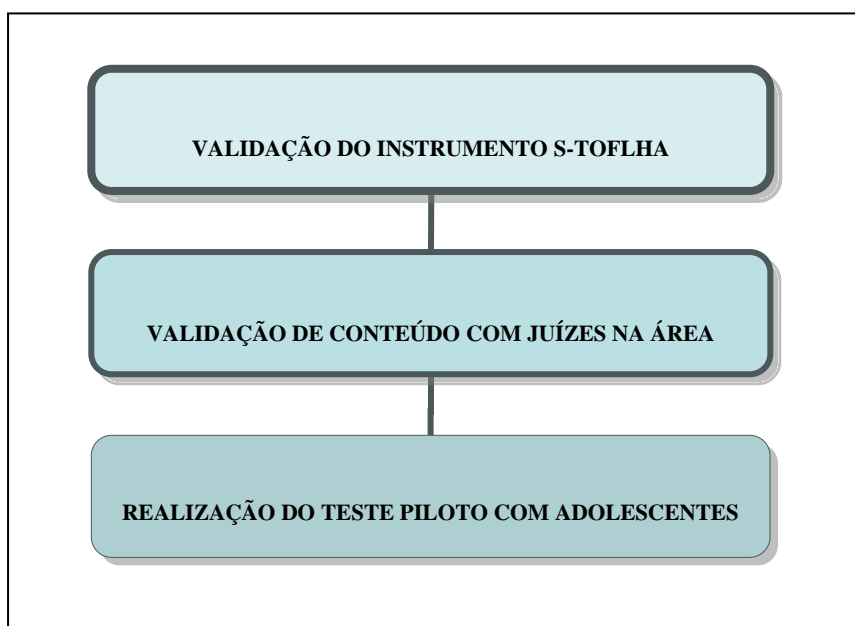 VALIDAÇÃO DO INSTRUMENTO S-TOFLHA
VALIDAÇÃO DE CONTEÚDO COM JUÍZES NA ÁREA
REALIZAÇÃO DO TESTE PILOTO COM ADOLESCENTES